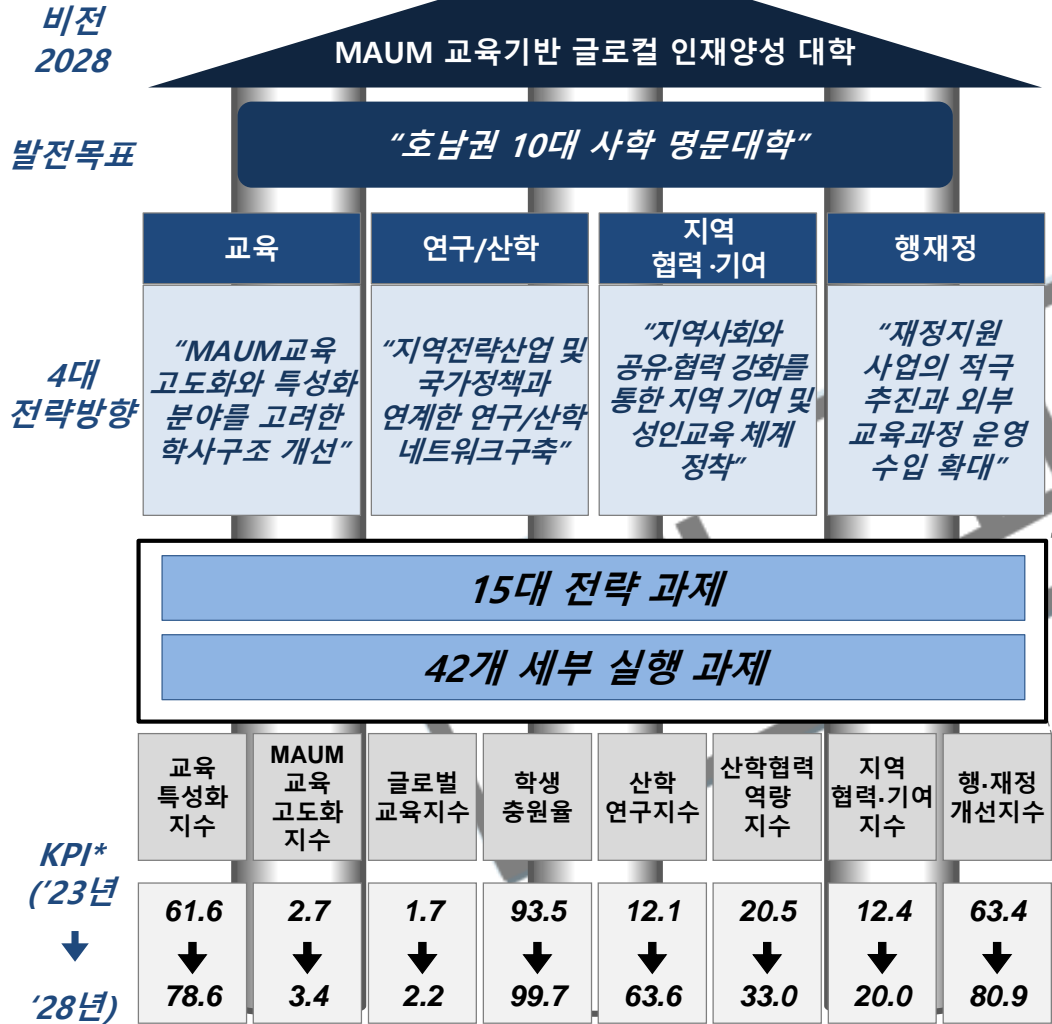 비전
2028
MAUM 교육기반 글로컬 인재양성 대학
발전목표
“호남권 10대 사학 명문대학”
4대
전략방향
교육
“MAUM교육
고도화와 특성화
분야를 고려한
학사구조 개선”
연구/산학
“지역전략산업 및
국가정책과
연계한 연구/산학
네트워크구축”
지역
협력 ·기여
“지역사회와
공유·협력 강화를
통한 지역 기여 및
성인교육 체계
정착”
행재정
“재정지원
사업의 적극
추진과 외부
교육과정 운영
수입 확대”
15대 전략 과제
42개 세부 실행 과제
KPI*
(’23년
‘28년)
교육
특성화
지수
61.6
78.6
MAUM
교육
고도화
지수
2.7
3.4
글로벌
교육지수
1.7
2.2
학생
충원율
93.5
99.7
산학
연구지수
12.1
63.6
산학협력
역량
지수
20.5
33.0
지역
협력·기여
지수
12.4
20.0
행·재정
개선지수
63.4
80.9